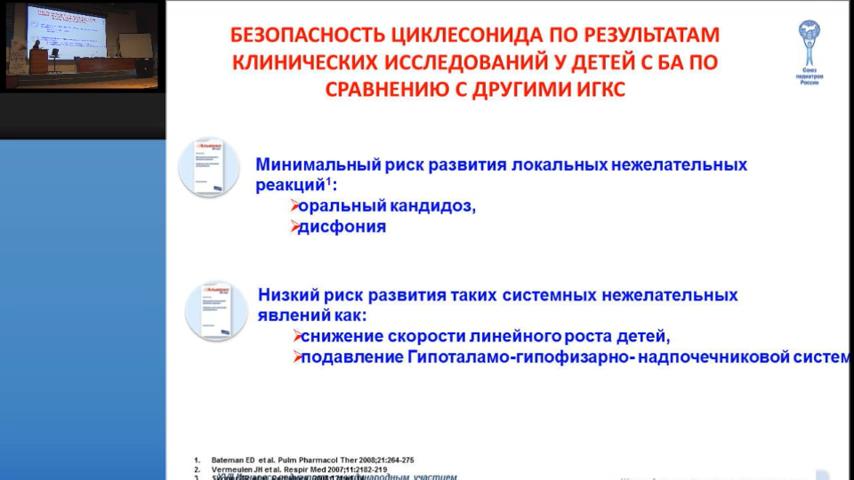 БЕЗОПАСНОСТЬ ЦИКЛЕСОНИДА ПО РЕЗУЛЬТАТАМ
КЛИНИЧЕСКИХ ИССЛЕДОВАНИЙ У ДЕТЕЙ С БА ПО
СРАВНЕНИЮ С ДРУГИМИ ИГКС
Союз
педиатров
России
Минимальный риск развития локальных нежелательных
реакций¹:
оральный кандидоз,
дисфония
Низкий риск развития таких системных нежелательных
явлений как:
снижение скорости линейного роста детей,
подавление Гипоталамо-гипофизарно- надпочечниковой систем
1. Bateman ED et al. Pulm Pharmacol Ther 2008;21:264-275
2. Vermeulen JH et al. Respir Med 2007;11:2182-219